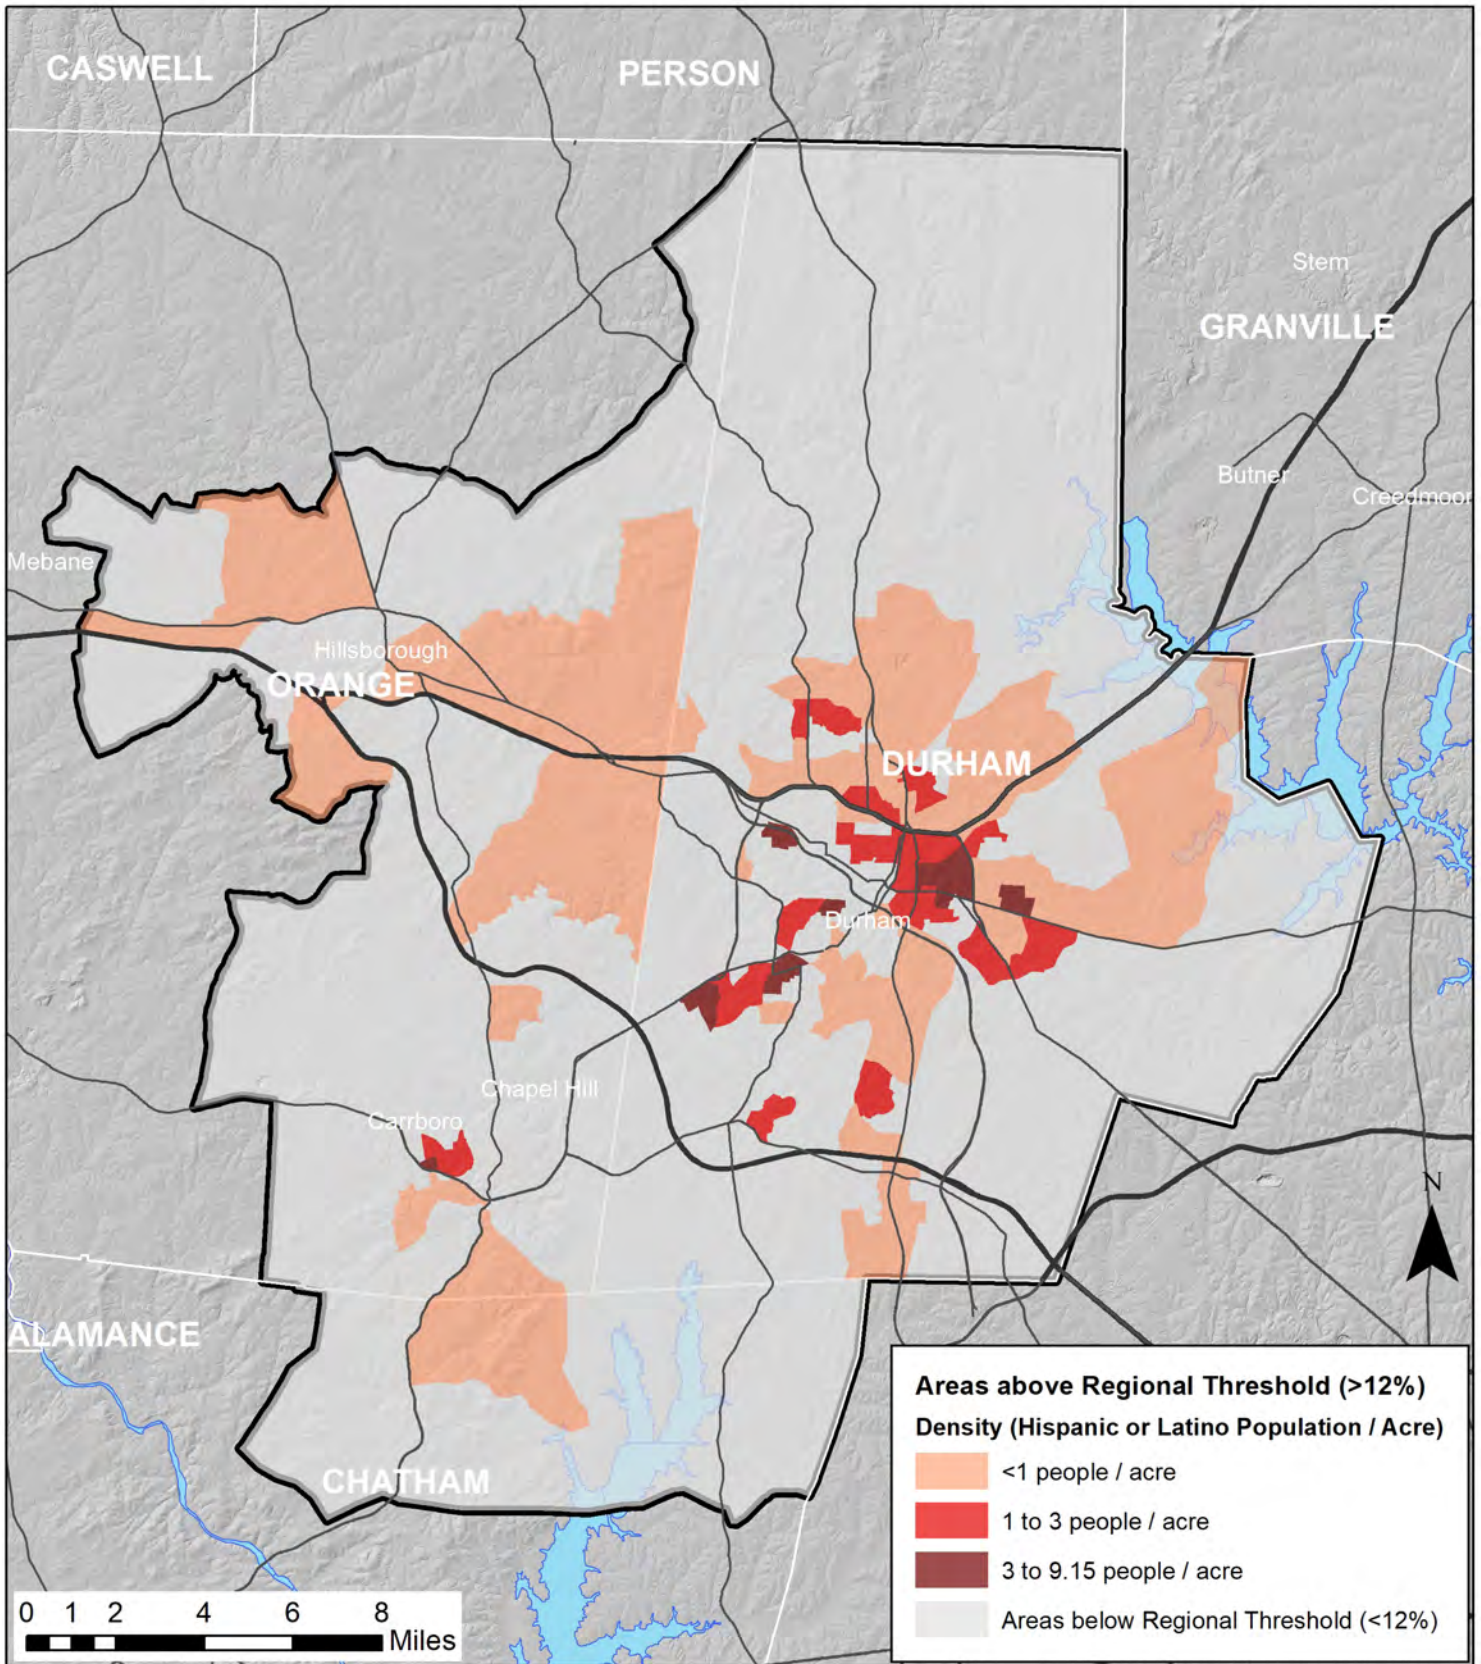 CASWELL
PERSON
Stem
GRANVILLE
Butner
Creedmoor
Mebane
Hillsborough
ORANGE
DURHAM
Durham
Chapel Hill
Carrboro
N
ALAMANCE
CHATHAM
Areas above Regional Threshold (>12%)
Density (Hispanic or Latino Population / Acre)
<1 people / acre
1 to 3 people / acre
3 to 9.15 people / acre
Areas below Regional Threshold (<12%)
0 1 2 4 6 8
Miles